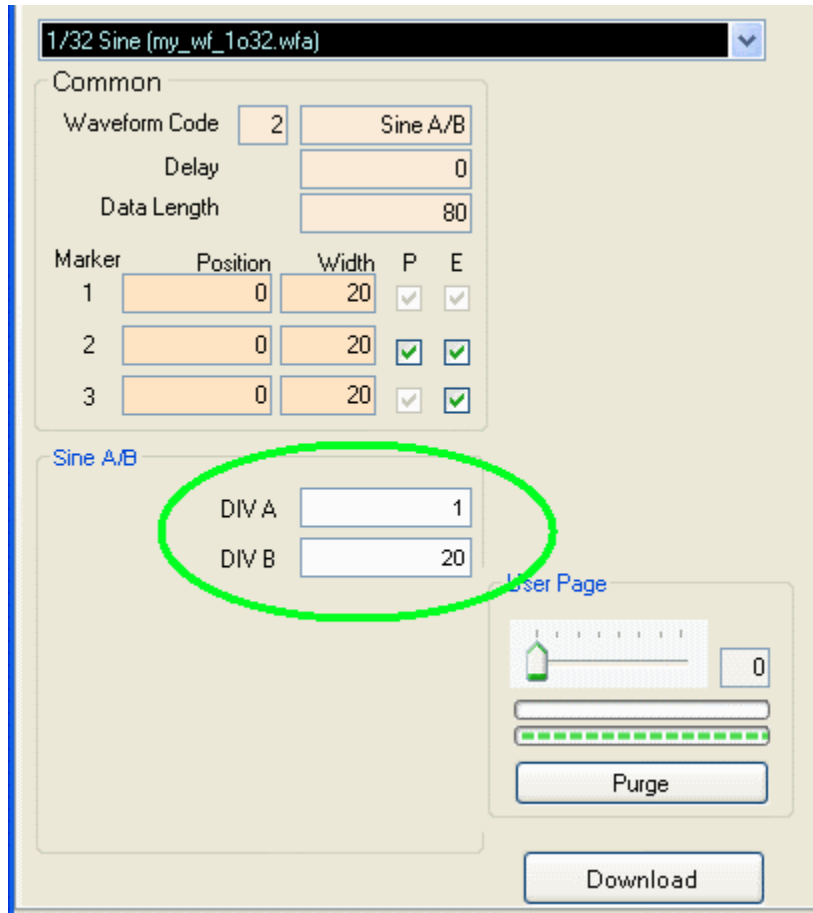 1/32 Sine (my_wf_1o32.wfa)
Common
Waveform Code 2 Sine A/B
Delay 0
Data Length 80
Marker Position Width P E
1 0 20
2 0 20
3 0 20
Sine A/B
DIV A 1
DIV B 20
User Page
0
Purge
Download